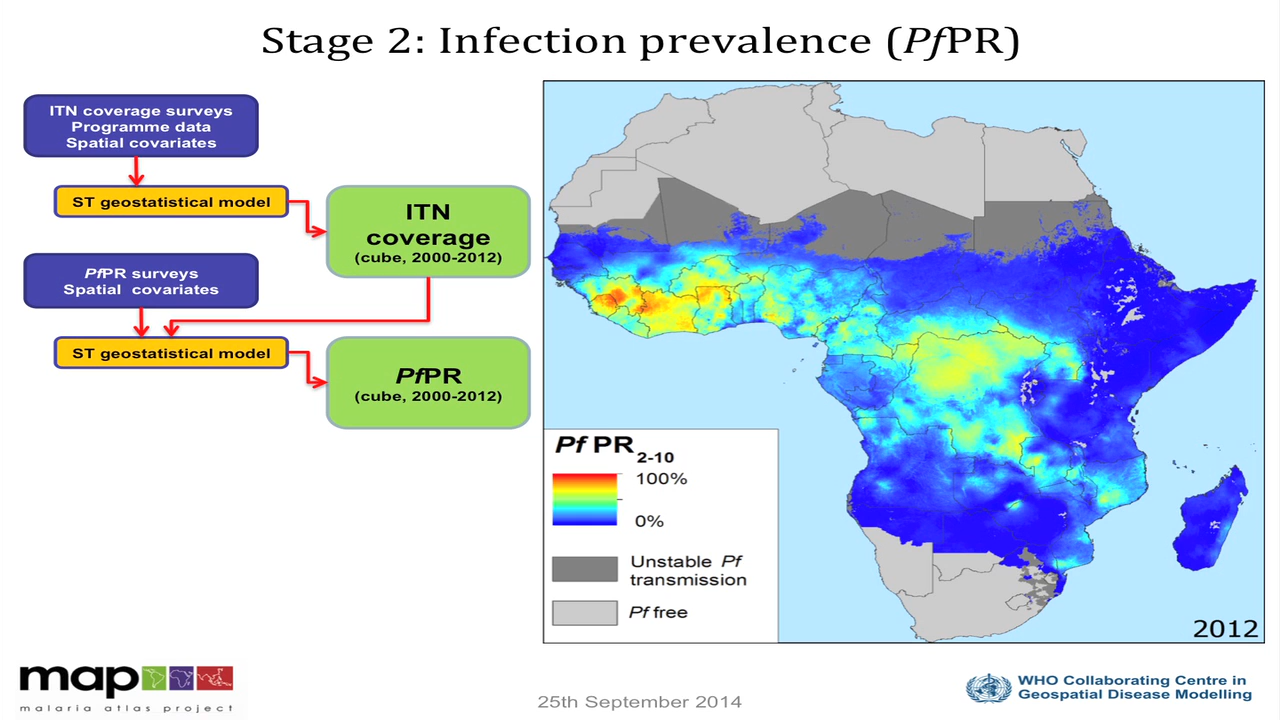 Stage 2: Infection prevalence (PfPR)
ITN coverage surveys
Programme data
Spatial covariates
ST geostatistical model
ITN
coverage
(cube, 2000-2012)
PfPR surveys
Spatial covariates
ST geostatistical model
PfPR
(cube, 2000-2012)
Pf PR 2-10
100%
0%
Unstable Pf
transmission
Pf free
2012
map
malaria atlas project
25th September 2014
WHO Collaborating Centre in
Geospatial Disease Modelling